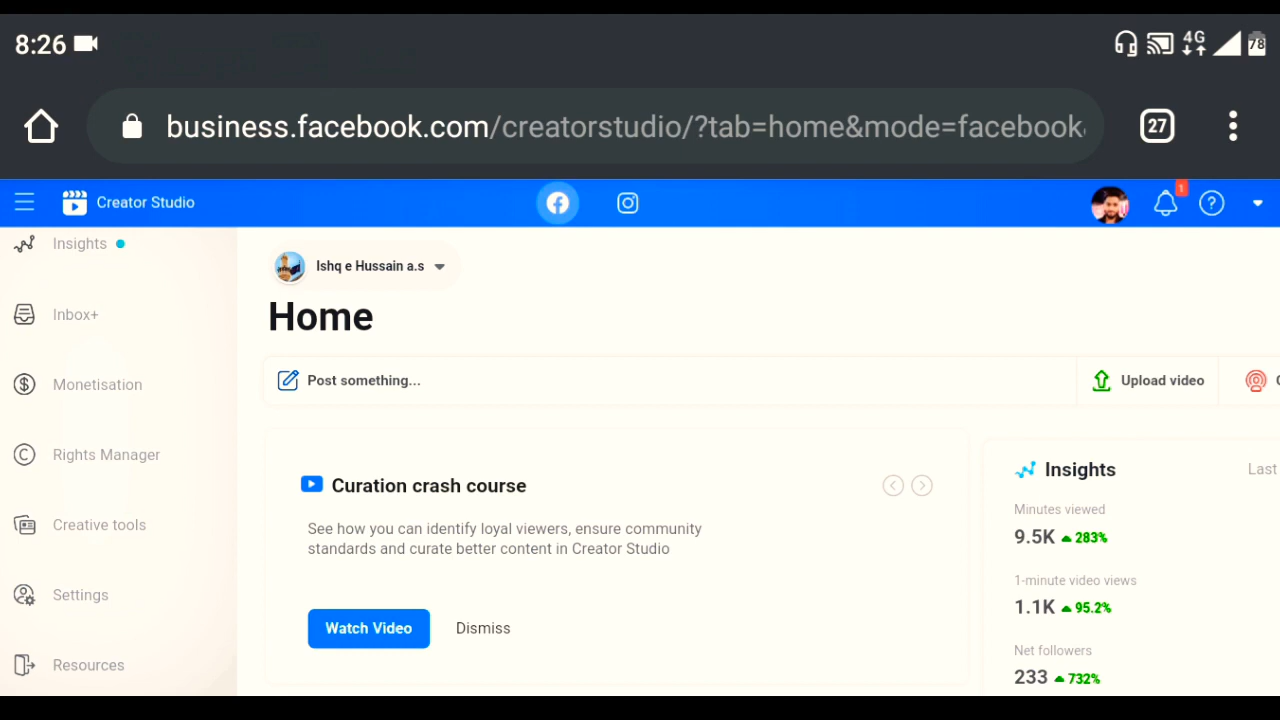 8:26
4G
78
business.facebook.com/creatorstudio/?tab=home&mode=facebook
27
Creator Studio
1
Insights
Ishq e Hussain a.s
Home
Inbox+
Post something...
Upload video
Monetisation
Rights Manager
Curation crash course
See how you can identify loyal viewers, ensure community
standards and curate better content in Creator Studio
Insights
Last
Minutes viewed
9.5K 283%
Creative tools
1-minute video views
1.1K 95.2%
Settings
Watch Video
Dismiss
Net followers
233 732%
Resources